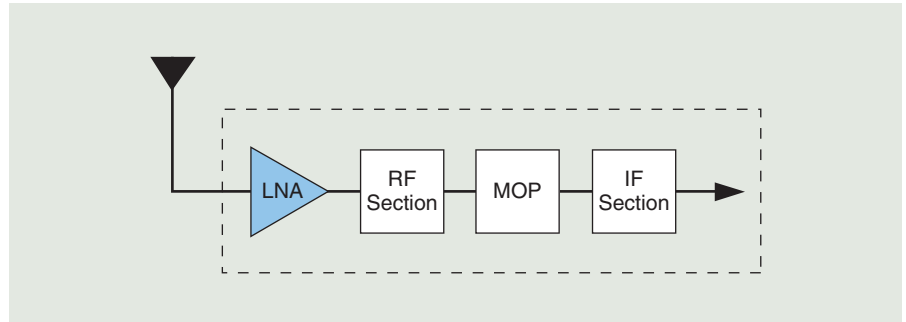 LNA
RF
Section
MOP
IF
Section